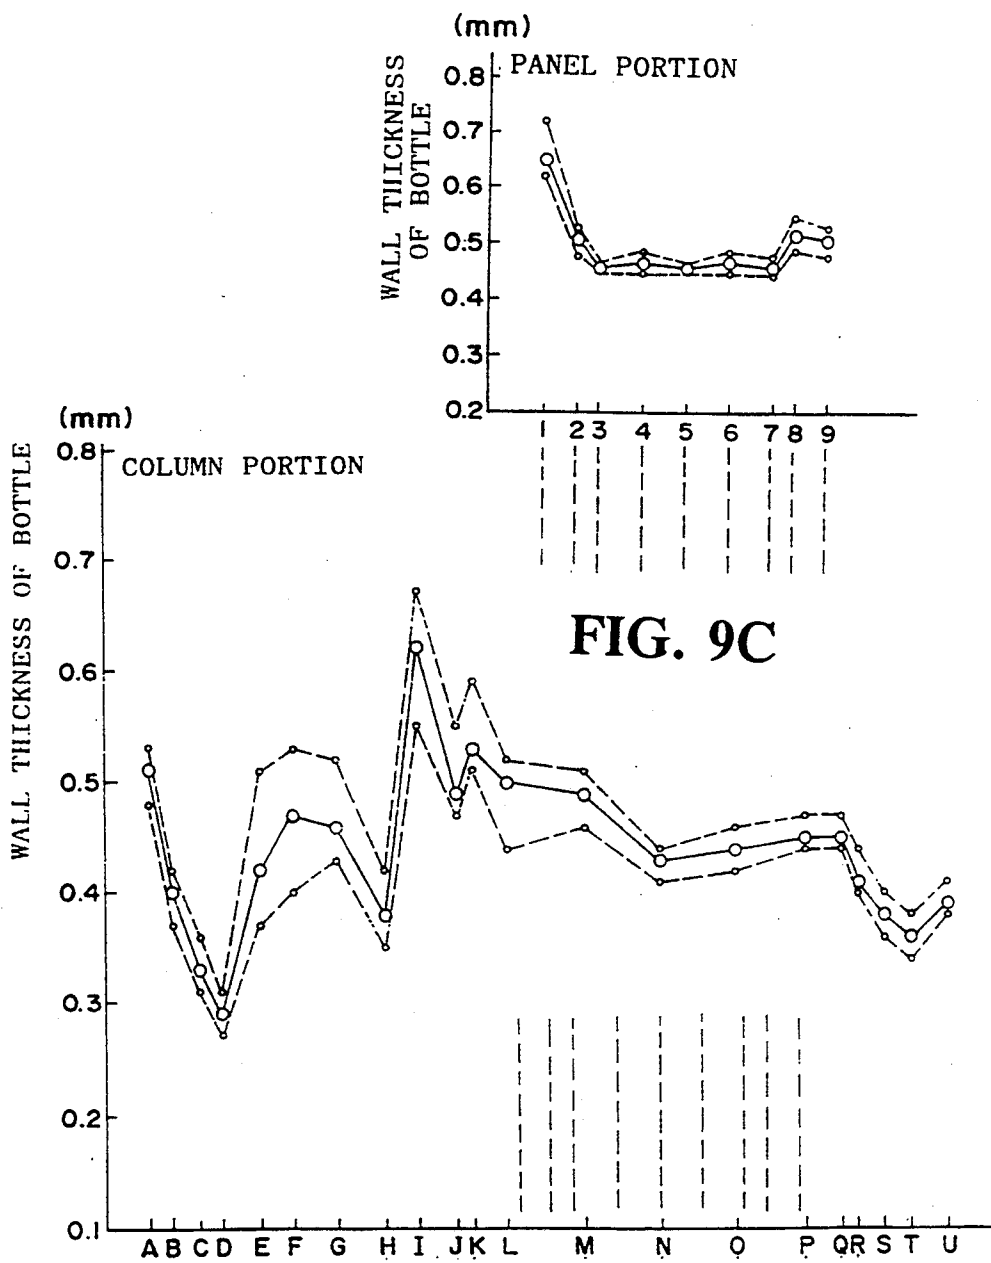 (mm)
PANEL PORTION
WALL THICKNESS
OF BOTTLE
0.8
0.7
0.6
0.5
0.4
0.3
0.2
1 2 3 4 5 6 7 8 9
(mm)
COLUMN PORTION
WALL THICKNESS OF BOTTLE
0.8
0.7
0.6
0.5
0.4
0.3
0.2
0.1
FIG. 9C
A B C D E F G H I J K L M N O P Q R S T U